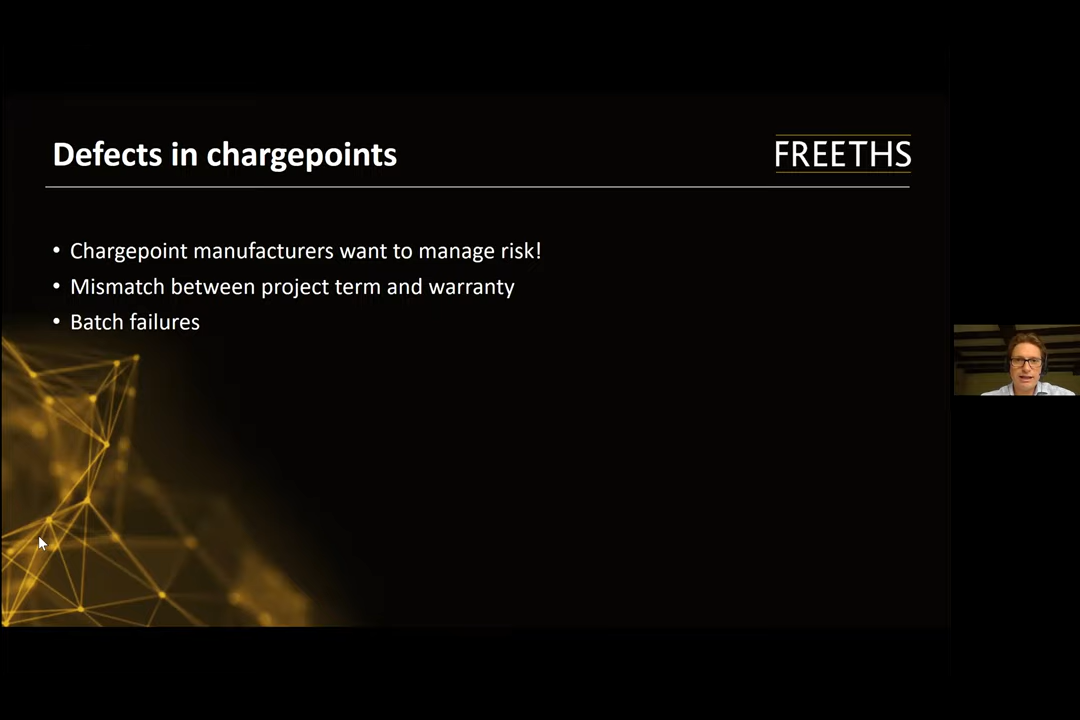 Defects in chargepoints
FREETHS
• Chargepoint manufacturers want to manage risk!
• Mismatch between project term and warranty
• Batch failures